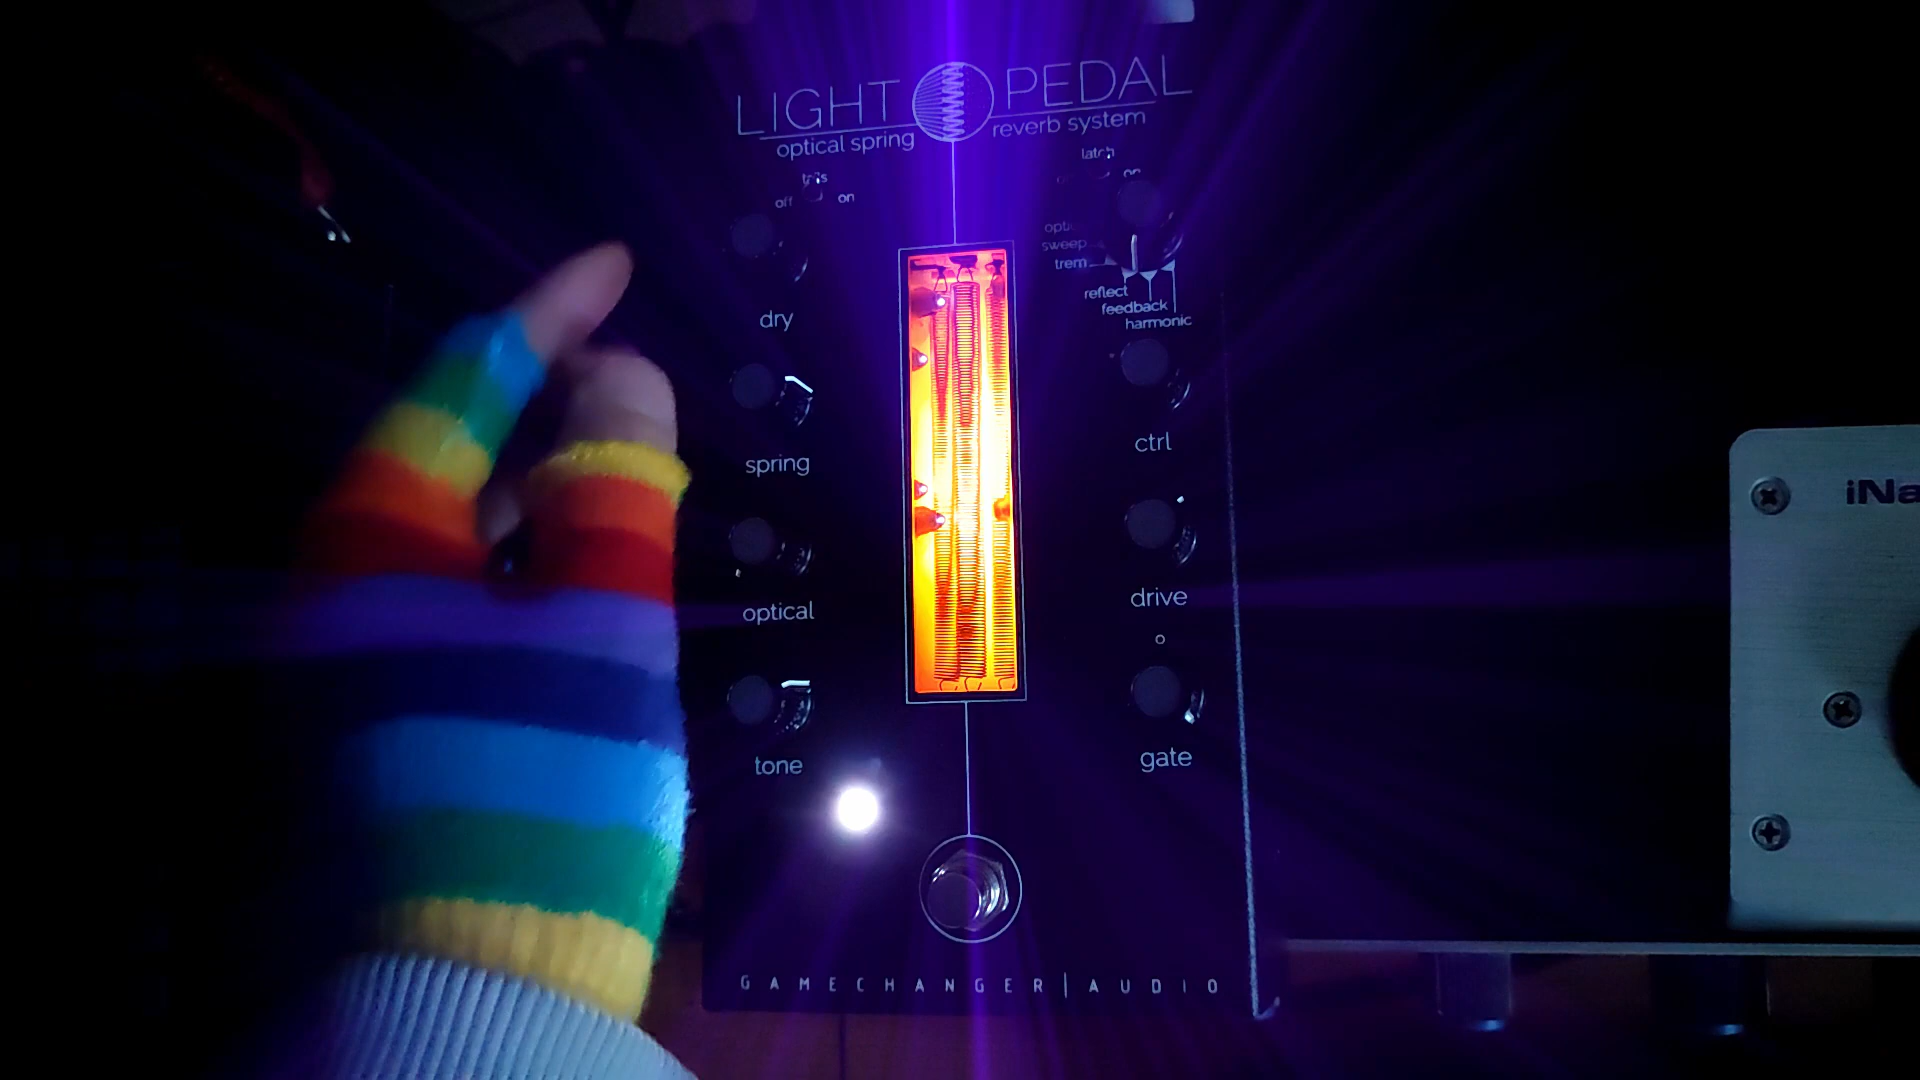 LIGHT PEDAL
optical spring reverb system
latch
off on
on
sweep
trem
reflect
feedback
harmonic
dry
spring
ctrl
optical
drive
tone
gate
GAMECHANGER | AUDIO